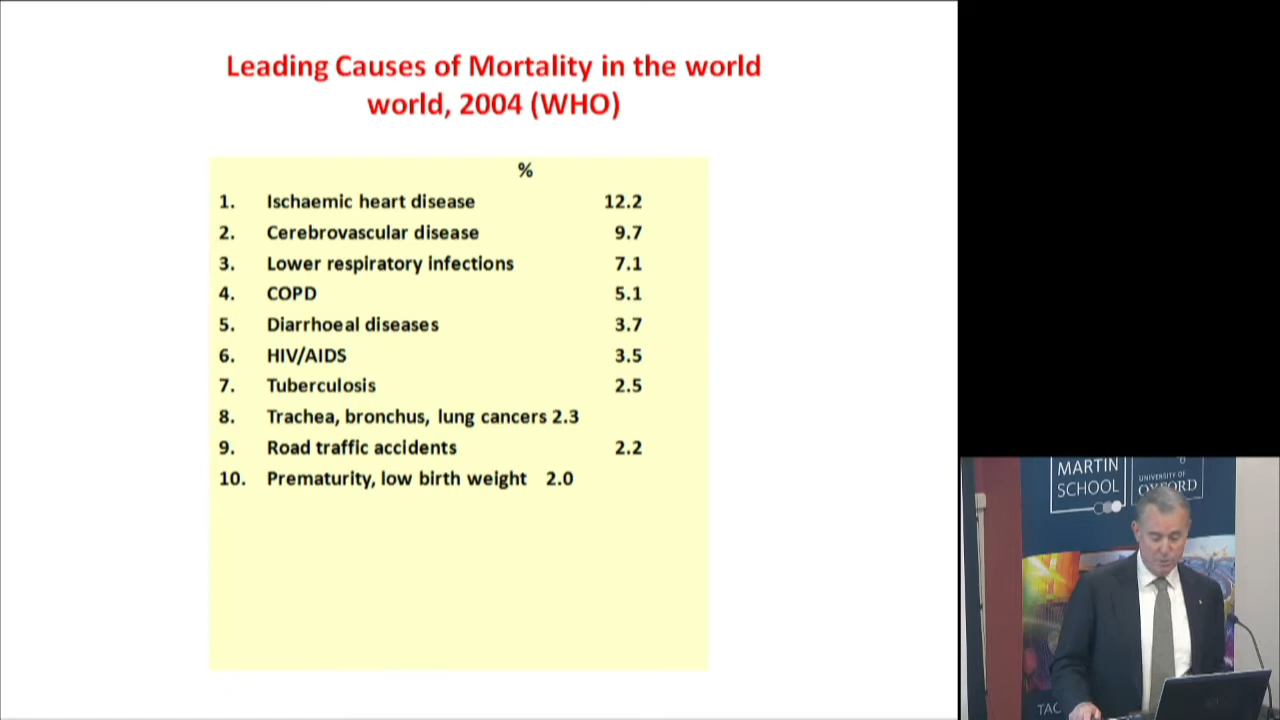 Leading Causes of Mortality in the world
world, 2004 (WHO)
%
1. Ischaemic heart disease 12.2
2. Cerebrovascular disease 9.7
3. Lower respiratory infections 7.1
4. COPD 5.1
5. Diarrhoeal diseases 3.7
6. HIV/AIDS 3.5
7. Tuberculosis 2.5
8. Trachea, bronchus, lung cancers 2.3
9. Road traffic accidents 2.2
10. Prematurity, low birth weight 2.0
MARTIN
SCHOOL
UNIVERSITY OF
OXFORD
TAC